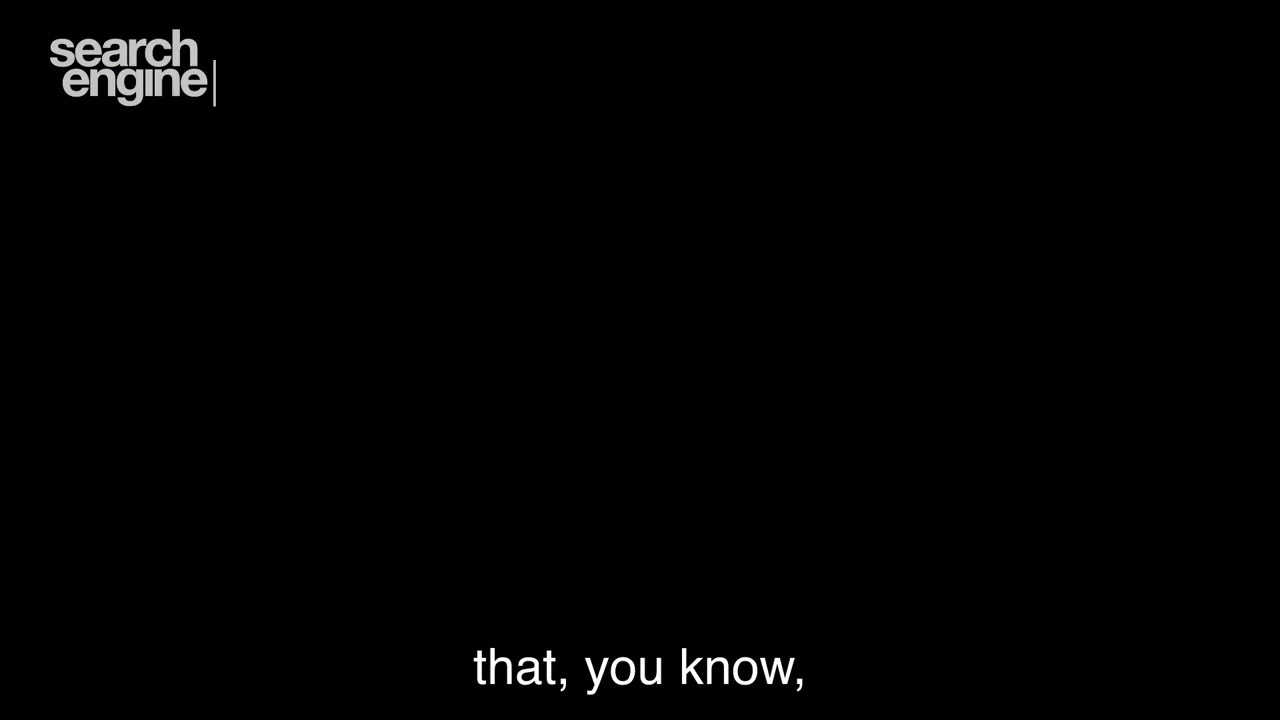 search
engine
that, you know,